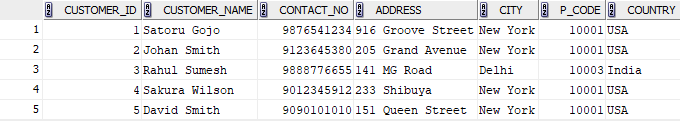 CUSTOMER_ID CUSTOMER_NAME CONTACT_NO ADDRESS CITY P_CODE COUNTRY
1 1 Satoru Gojo 9876541234 916 Groove Street New York 10001 USA
2 2 Johan Smith 9123645380 205 Grand Avenue New York 10001 USA
3 3 Rahul Sumesh 9888776655 141 MG Road Delhi 10003 India
4 4 Sakura Wilson 9012345912 233 Shibuya New York 10001 USA
5 5 David Smith 9090101010 151 Queen Street New York 10001 USA